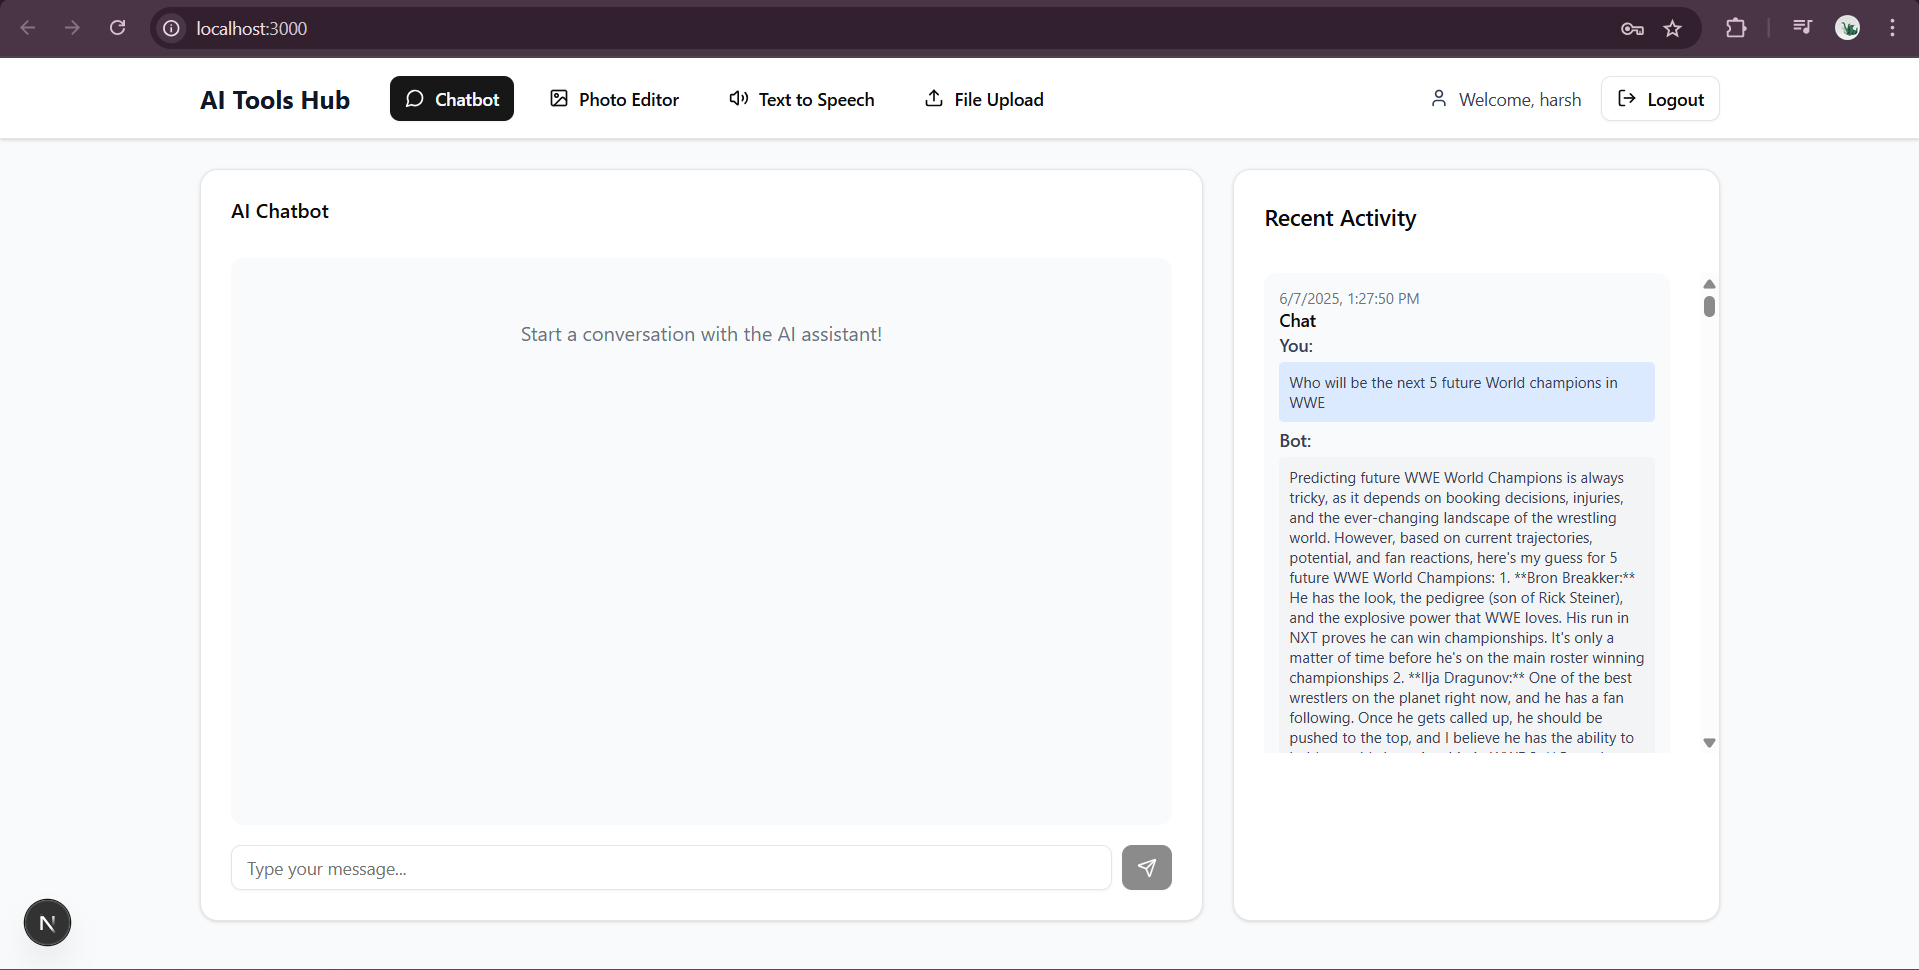 localhost:3000
AI Tools Hub
Chatbot
Photo Editor
Text to Speech
File Upload
Welcome, harsh
Logout
AI Chatbot
Start a conversation with the AI assistant!
Type your message...
Recent Activity
6/7/2025, 1:27:50 PM
Chat
You:
Who will be the next 5 future World champions in
WWE
Bot:
Predicting future WWE World Champions is always
tricky, as it depends on booking decisions, injuries,
and the ever-changing landscape of the wrestling
world. However, based on current trajectories,
potential, and fan reactions, here's my guess for 5
future WWE World Champions: 1. **Bron Breakker:**
He has the look, the pedigree (son of Rick Steiner),
and the explosive power that WWE loves. His run in
NXT proves he can win championships. It's only a
matter of time before he's on the main roster winning
championships 2. **Ilja Dragunov:** One of the best
wrestlers on the planet right now, and he has a fan
following. Once he gets called up, he should be
pushed to the top, and I believe he has the ability to
N